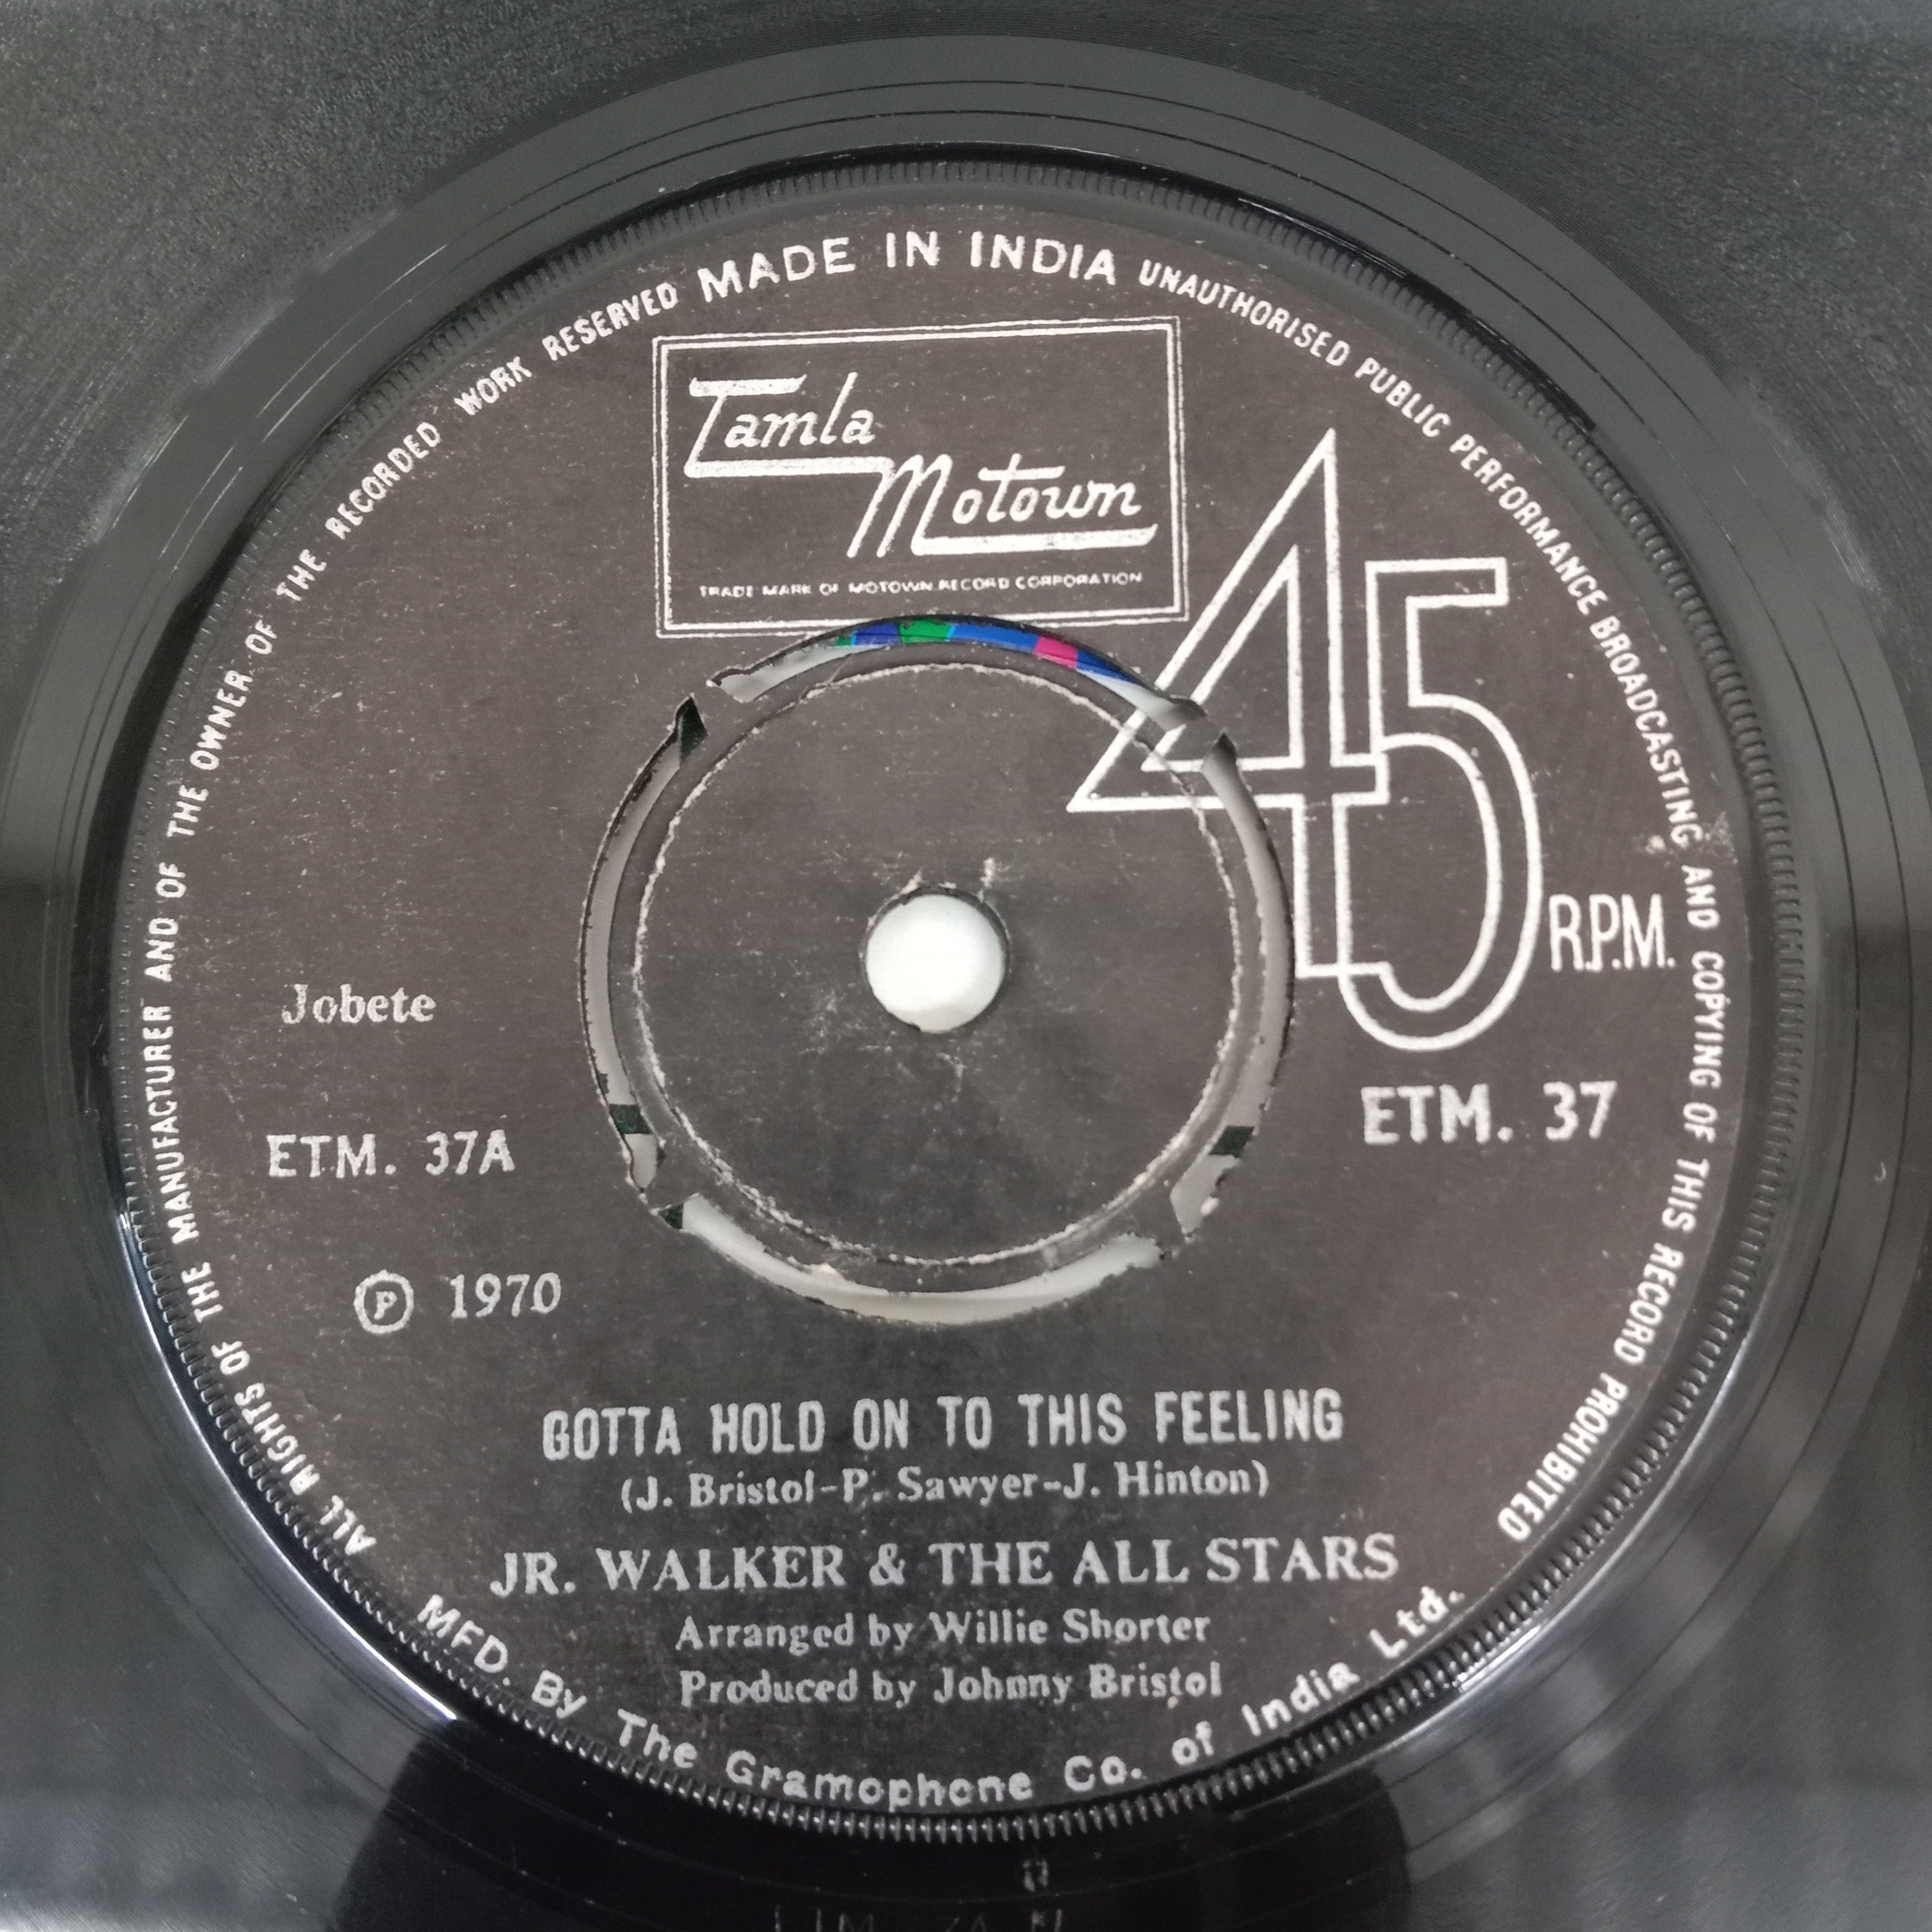 ALL RIGHTS OF THE MANUFACTURER AND OF THE OWNER OF THE RECORDED WORK RESERVED MADE IN INDIA UNAUTHORISED PUBLIC PERFORMANCE BROADCASTING AND COPYING OF THIS RECORD PROHIBITED
Tamla
Motown
TRADE MARK OF MOTOWN RECORD CORPORATION
45
R.P.M.
Jobete
ETM. 37
ETM. 37A
Ⓟ 1970
GOTTA HOLD ON TO THIS FEELING
(J. Bristol-P. Sawyer-J. Hinton)
JR. WALKER & THE ALL STARS
Arranged by Willie Shorter
Produced by Johnny Bristol
MFD. By The Gramophone Co. of India Ltd.